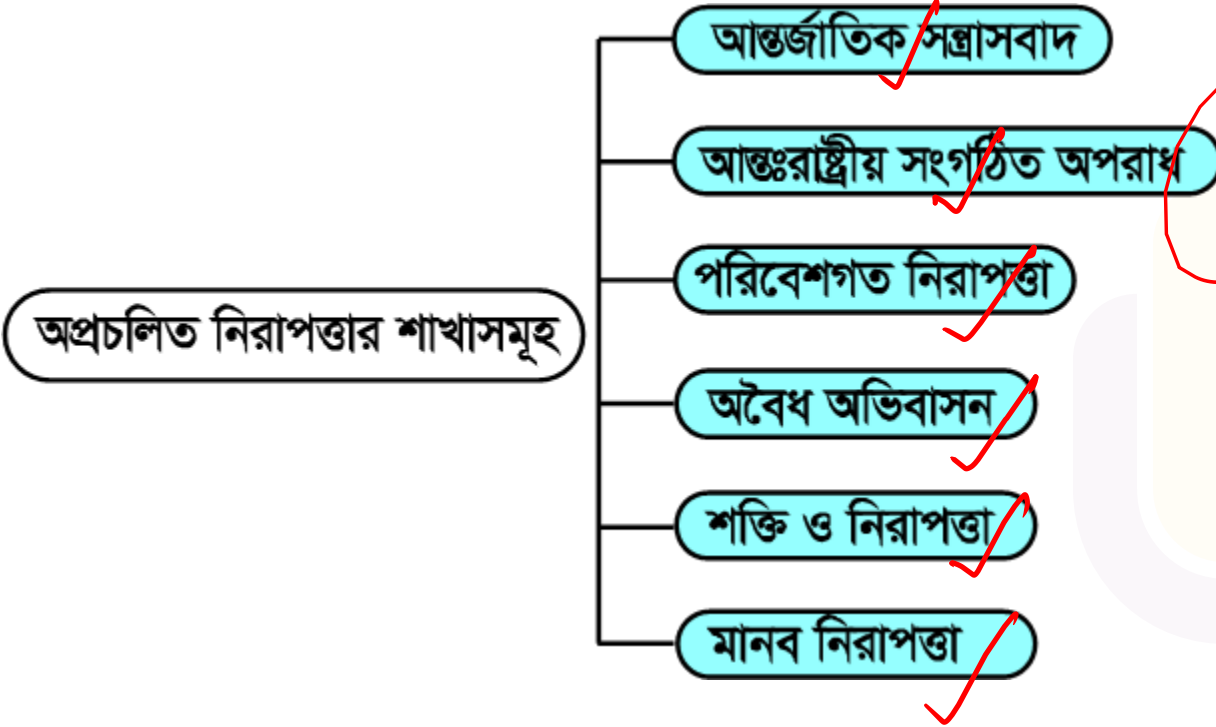 অপ্রচলিত নিরাপত্তার শাখাসমূহ
আন্তর্জাতিক সন্ত্রাসবাদ
আন্তঃরাষ্ট্রীয় সংগঠিত অপরাধ
পরিবেশগত নিরাপত্তা
অবৈধ অভিবাসন
শক্তি ও নিরাপত্তা
মানব নিরাপত্তা